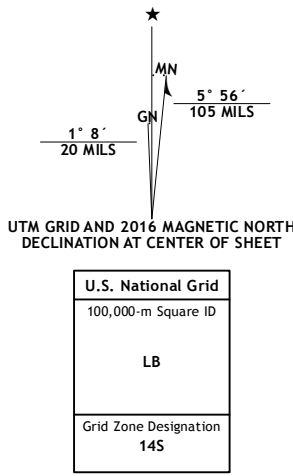 ★
MN
5° 56´
105 MILS
GN
1° 8´
20 MILS
UTM GRID AND 2016 MAGNETIC NORTH
DECLINATION AT CENTER OF SHEET
U.S. National Grid
100,000-m Square ID
LB
Grid Zone Designation
14S